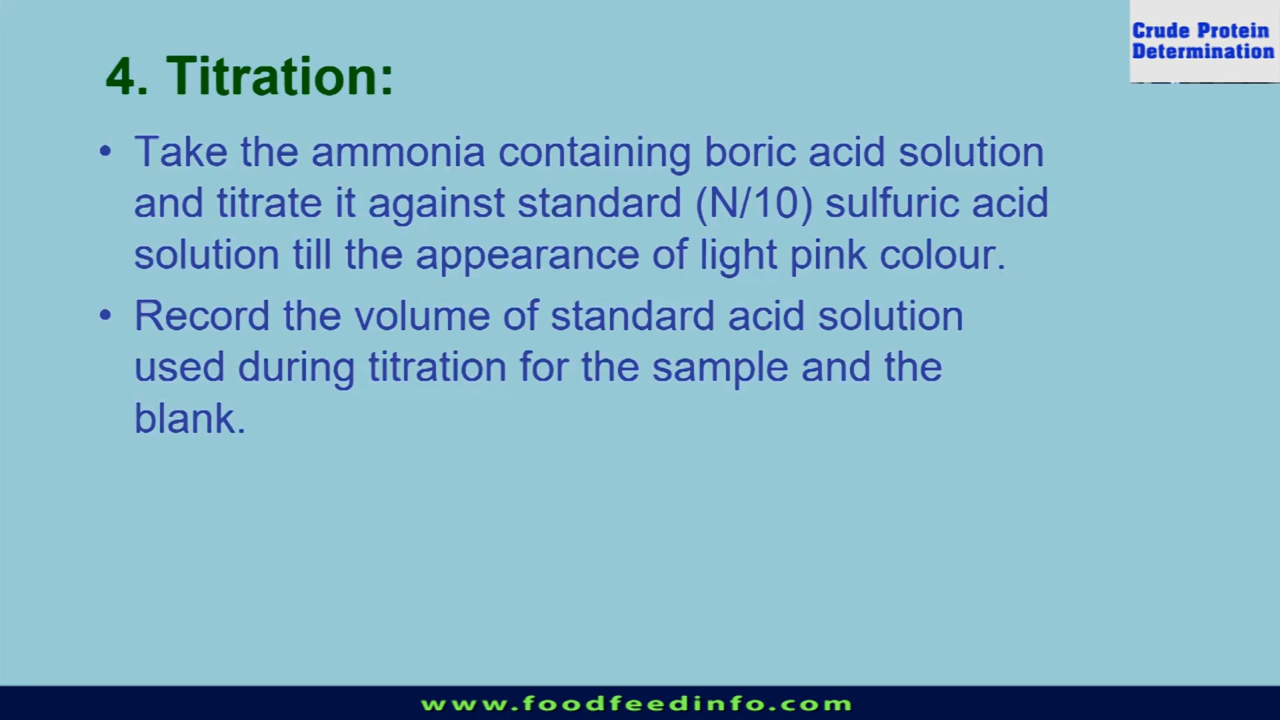 Crude Protein
Determination
4. Titration:
• Take the ammonia containing boric acid solution
and titrate it against standard (N/10) sulfuric acid
solution till the appearance of light pink colour.
• Record the volume of standard acid solution
used during titration for the sample and the
blank.
www.foodfeedinfo.com